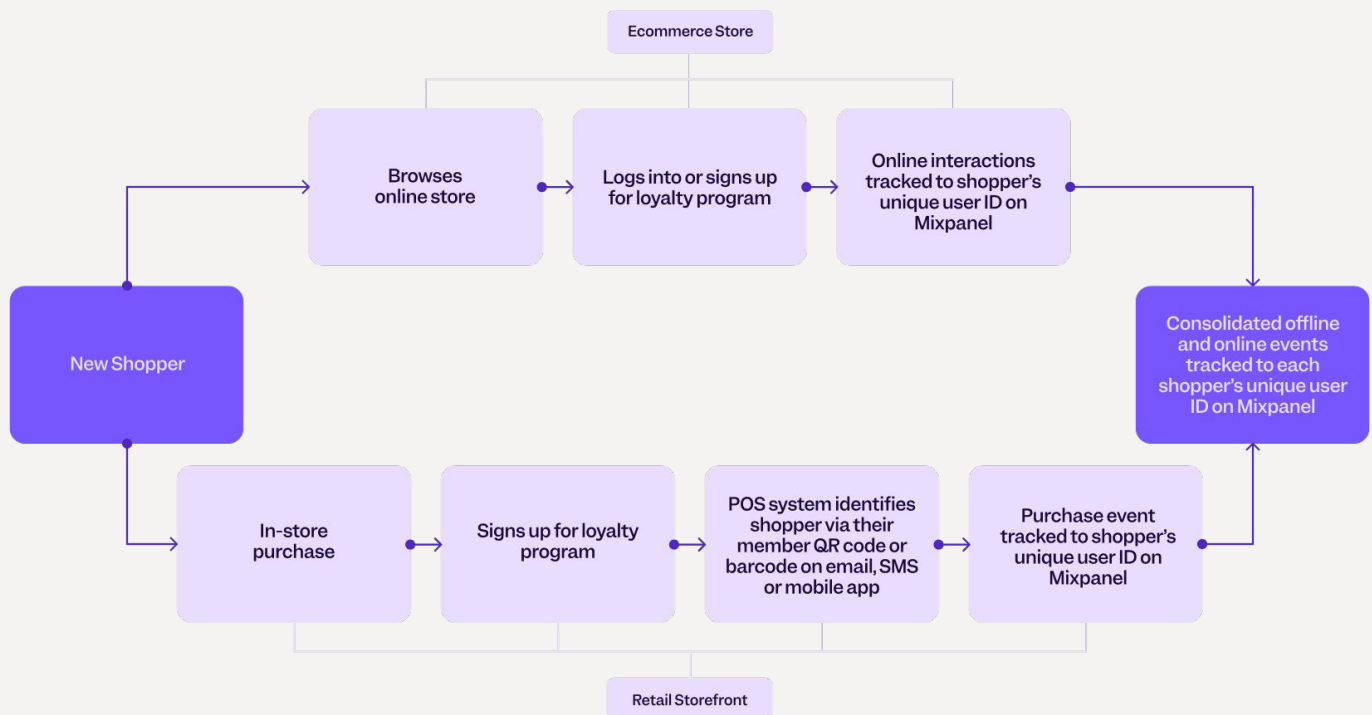 Ecommerce Store
Browses
online store
Logs into or signs up
for loyalty program
Online interactions
tracked to shopper’s
unique user ID on
Mixpanel
New Shopper
Consolidated offline
and online events
tracked to each
shopper’s unique user
ID on Mixpanel
In-store
purchase
Signs up for loyalty
program
POS system identifies
shopper via their
member QR code or
barcode on email, SMS
or mobile app
Purchase event
tracked to shopper’s
unique user ID on
Mixpanel
Retail Storefront